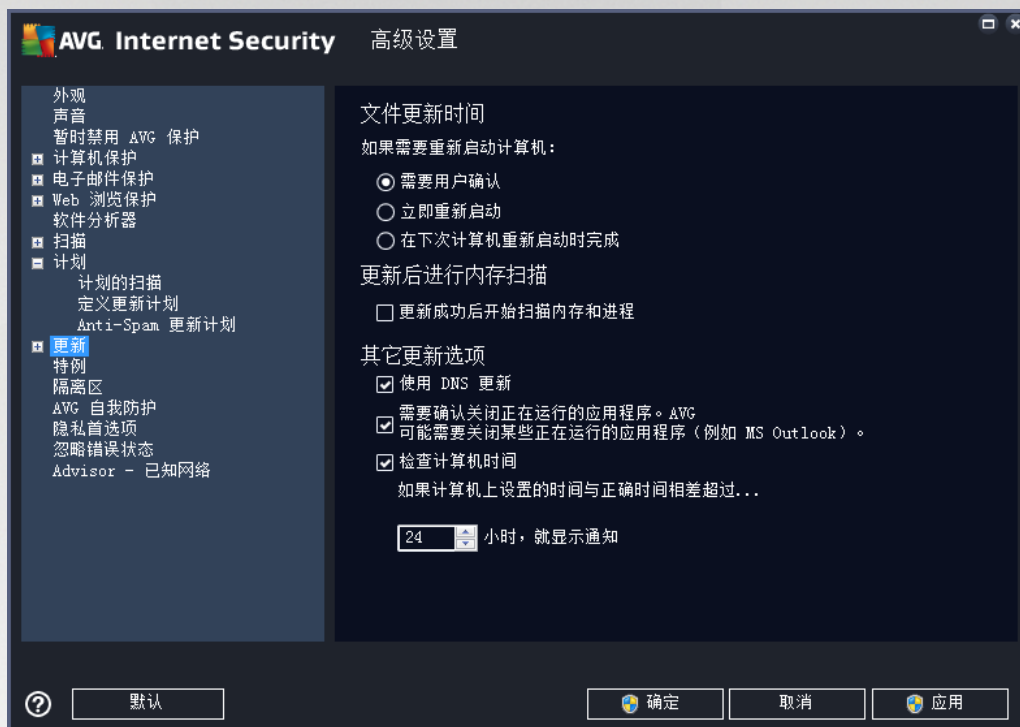 AVG Internet Security 高级设置
外观
声音
暂时禁用 AVG 保护
计算机保护
电子邮件保护
Web 浏览保护
软件分析器
扫描
计划
计划的扫描
定义更新计划
Anti-Spam 更新计划
更新
特例
隔离区
AVG 自我防护
隐私首选项
忽略错误状态
Advisor - 已知网络
文件更新时间
如果需要重新启动计算机:
需要用户确认
立即重新启动
在下次计算机重新启动时完成
更新后进行内存扫描
更新成功后开始扫描内存和进程
其它更新选项
使用 DNS 更新
需要确认关闭正在运行的应用程序。AVG
可能需要关闭某些正在运行的应用程序（例如 MS Outlook）。
检查计算机时间
如果计算机上设置的时间与正确时间相差超过...
24 小时，就显示通知
? 默认 确定 取消 应用